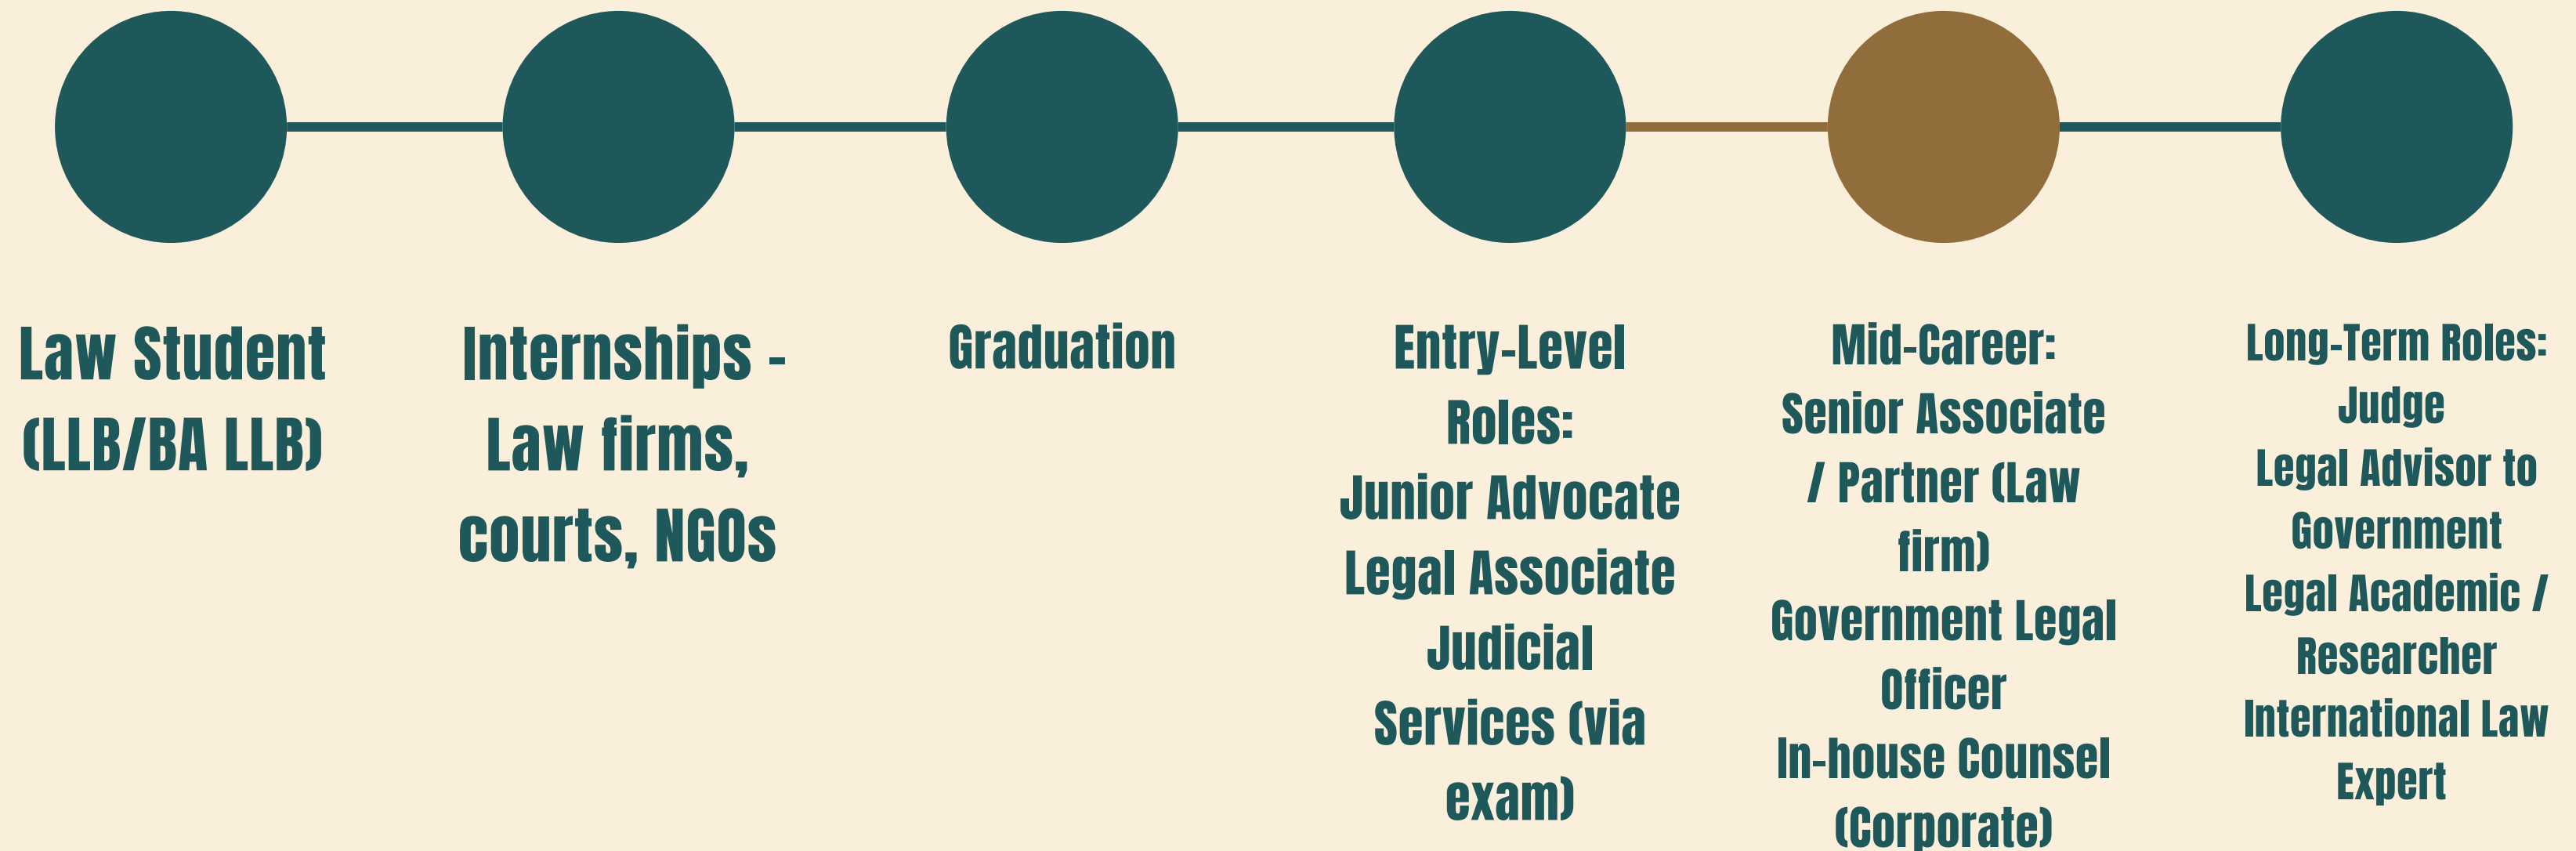 Law Student
(LLB/BA LLB)
Internships -
Law firms,
courts, NGOs
Graduation
Entry-Level
Roles:
Junior Advocate
Legal Associate
Judicial
Services (via
exam)
Mid-Career:
Senior Associate
/ Partner (Law
firm)
Government Legal
Officer
In-house Counsel
(Corporate)
Long-Term Roles:
Judge
Legal Advisor to
Government
Legal Academic /
Researcher
International Law
Expert